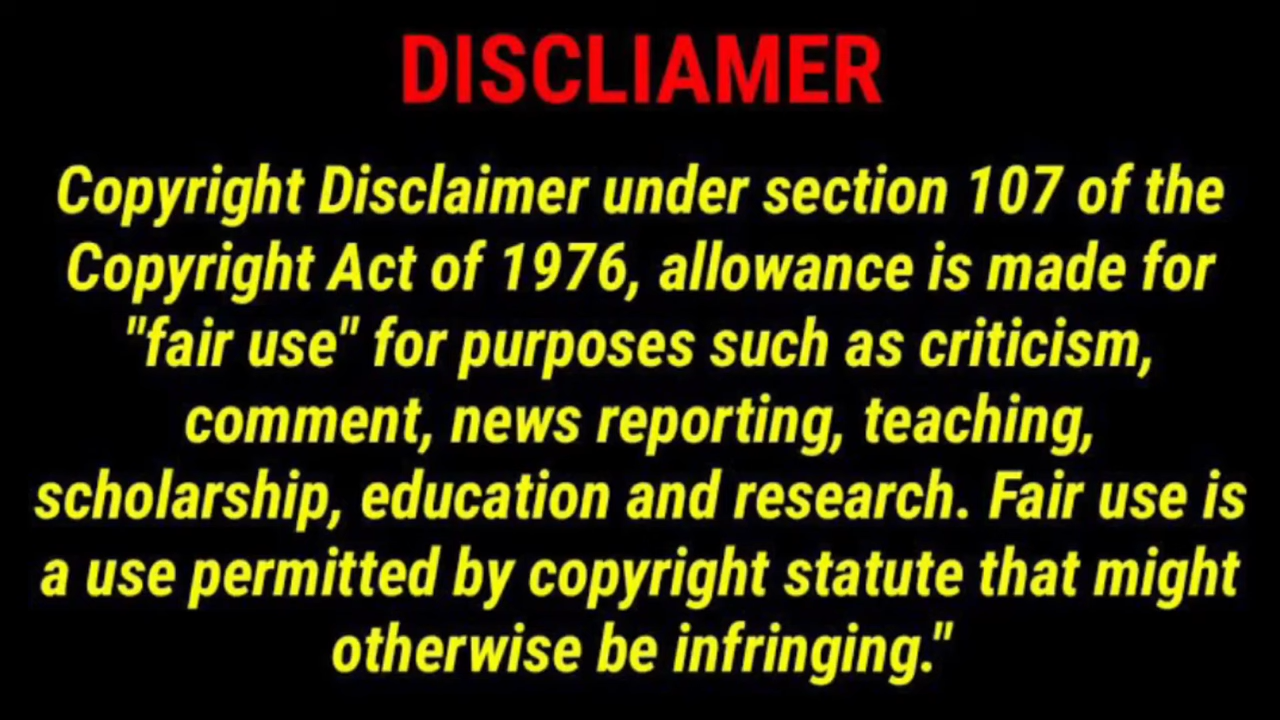 DISCLIAMER
Copyright Disclaimer under section 107 of the
Copyright Act of 1976, allowance is made for
"fair use" for purposes such as criticism,
comment, news reporting, teaching,
scholarship, education and research. Fair use is
a use permitted by copyright statute that might
otherwise be infringing."